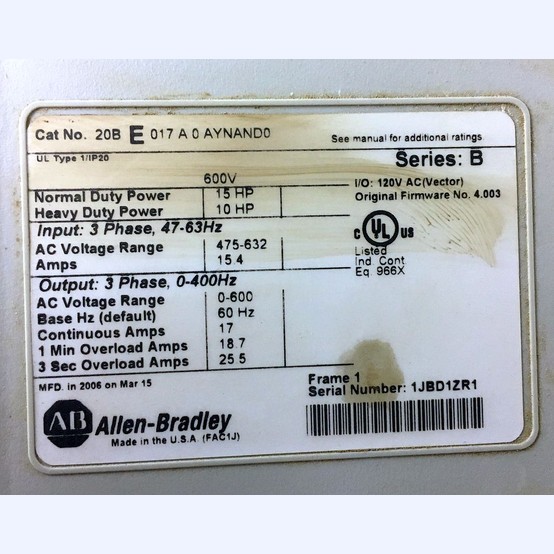 Cat No. 20B E 017 A 0 AYNAND0
See manual for additional ratings
UL Type 1/IP20
Series: B
600V
I/O: 120V AC(Vector)
Normal Duty Power 15 HP
Original Firmware No. 4.003
Heavy Duty Power 10 HP
Input: 3 Phase, 47-63Hz
AC Voltage Range 475-632
Amps 15.4
C UL US
Listed
Ind. Cont
Eq. 966X
Output: 3 Phase, 0-400Hz
AC Voltage Range 0-600
Base Hz (default) 60 Hz
Continuous Amps 17
1 Min Overload Amps 18.7
3 Sec Overload Amps 25.5
MFD. in 2006 on Mar 15
Frame 1
Serial Number: 1JBD1ZR1
AB Allen-Bradley
Made in the U.S.A. (FAC1J)